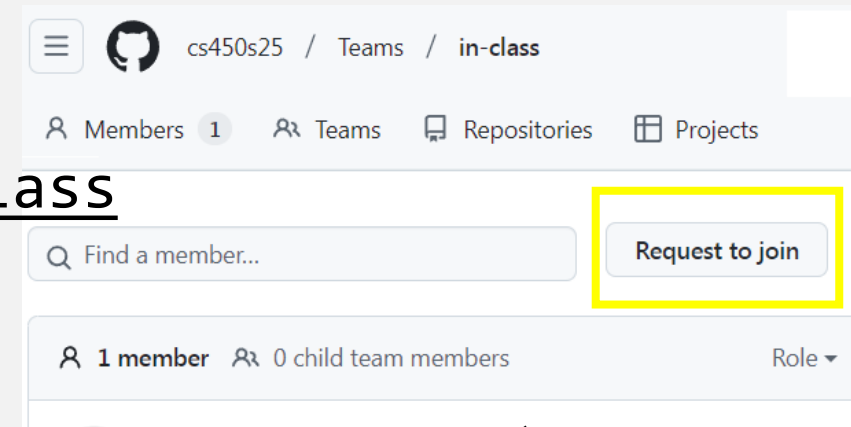 cs450s25 / Teams / in-class
Members 1 Teams Repositories Projects
ass
Find a member... Request to join
1 member 0 child team members Role